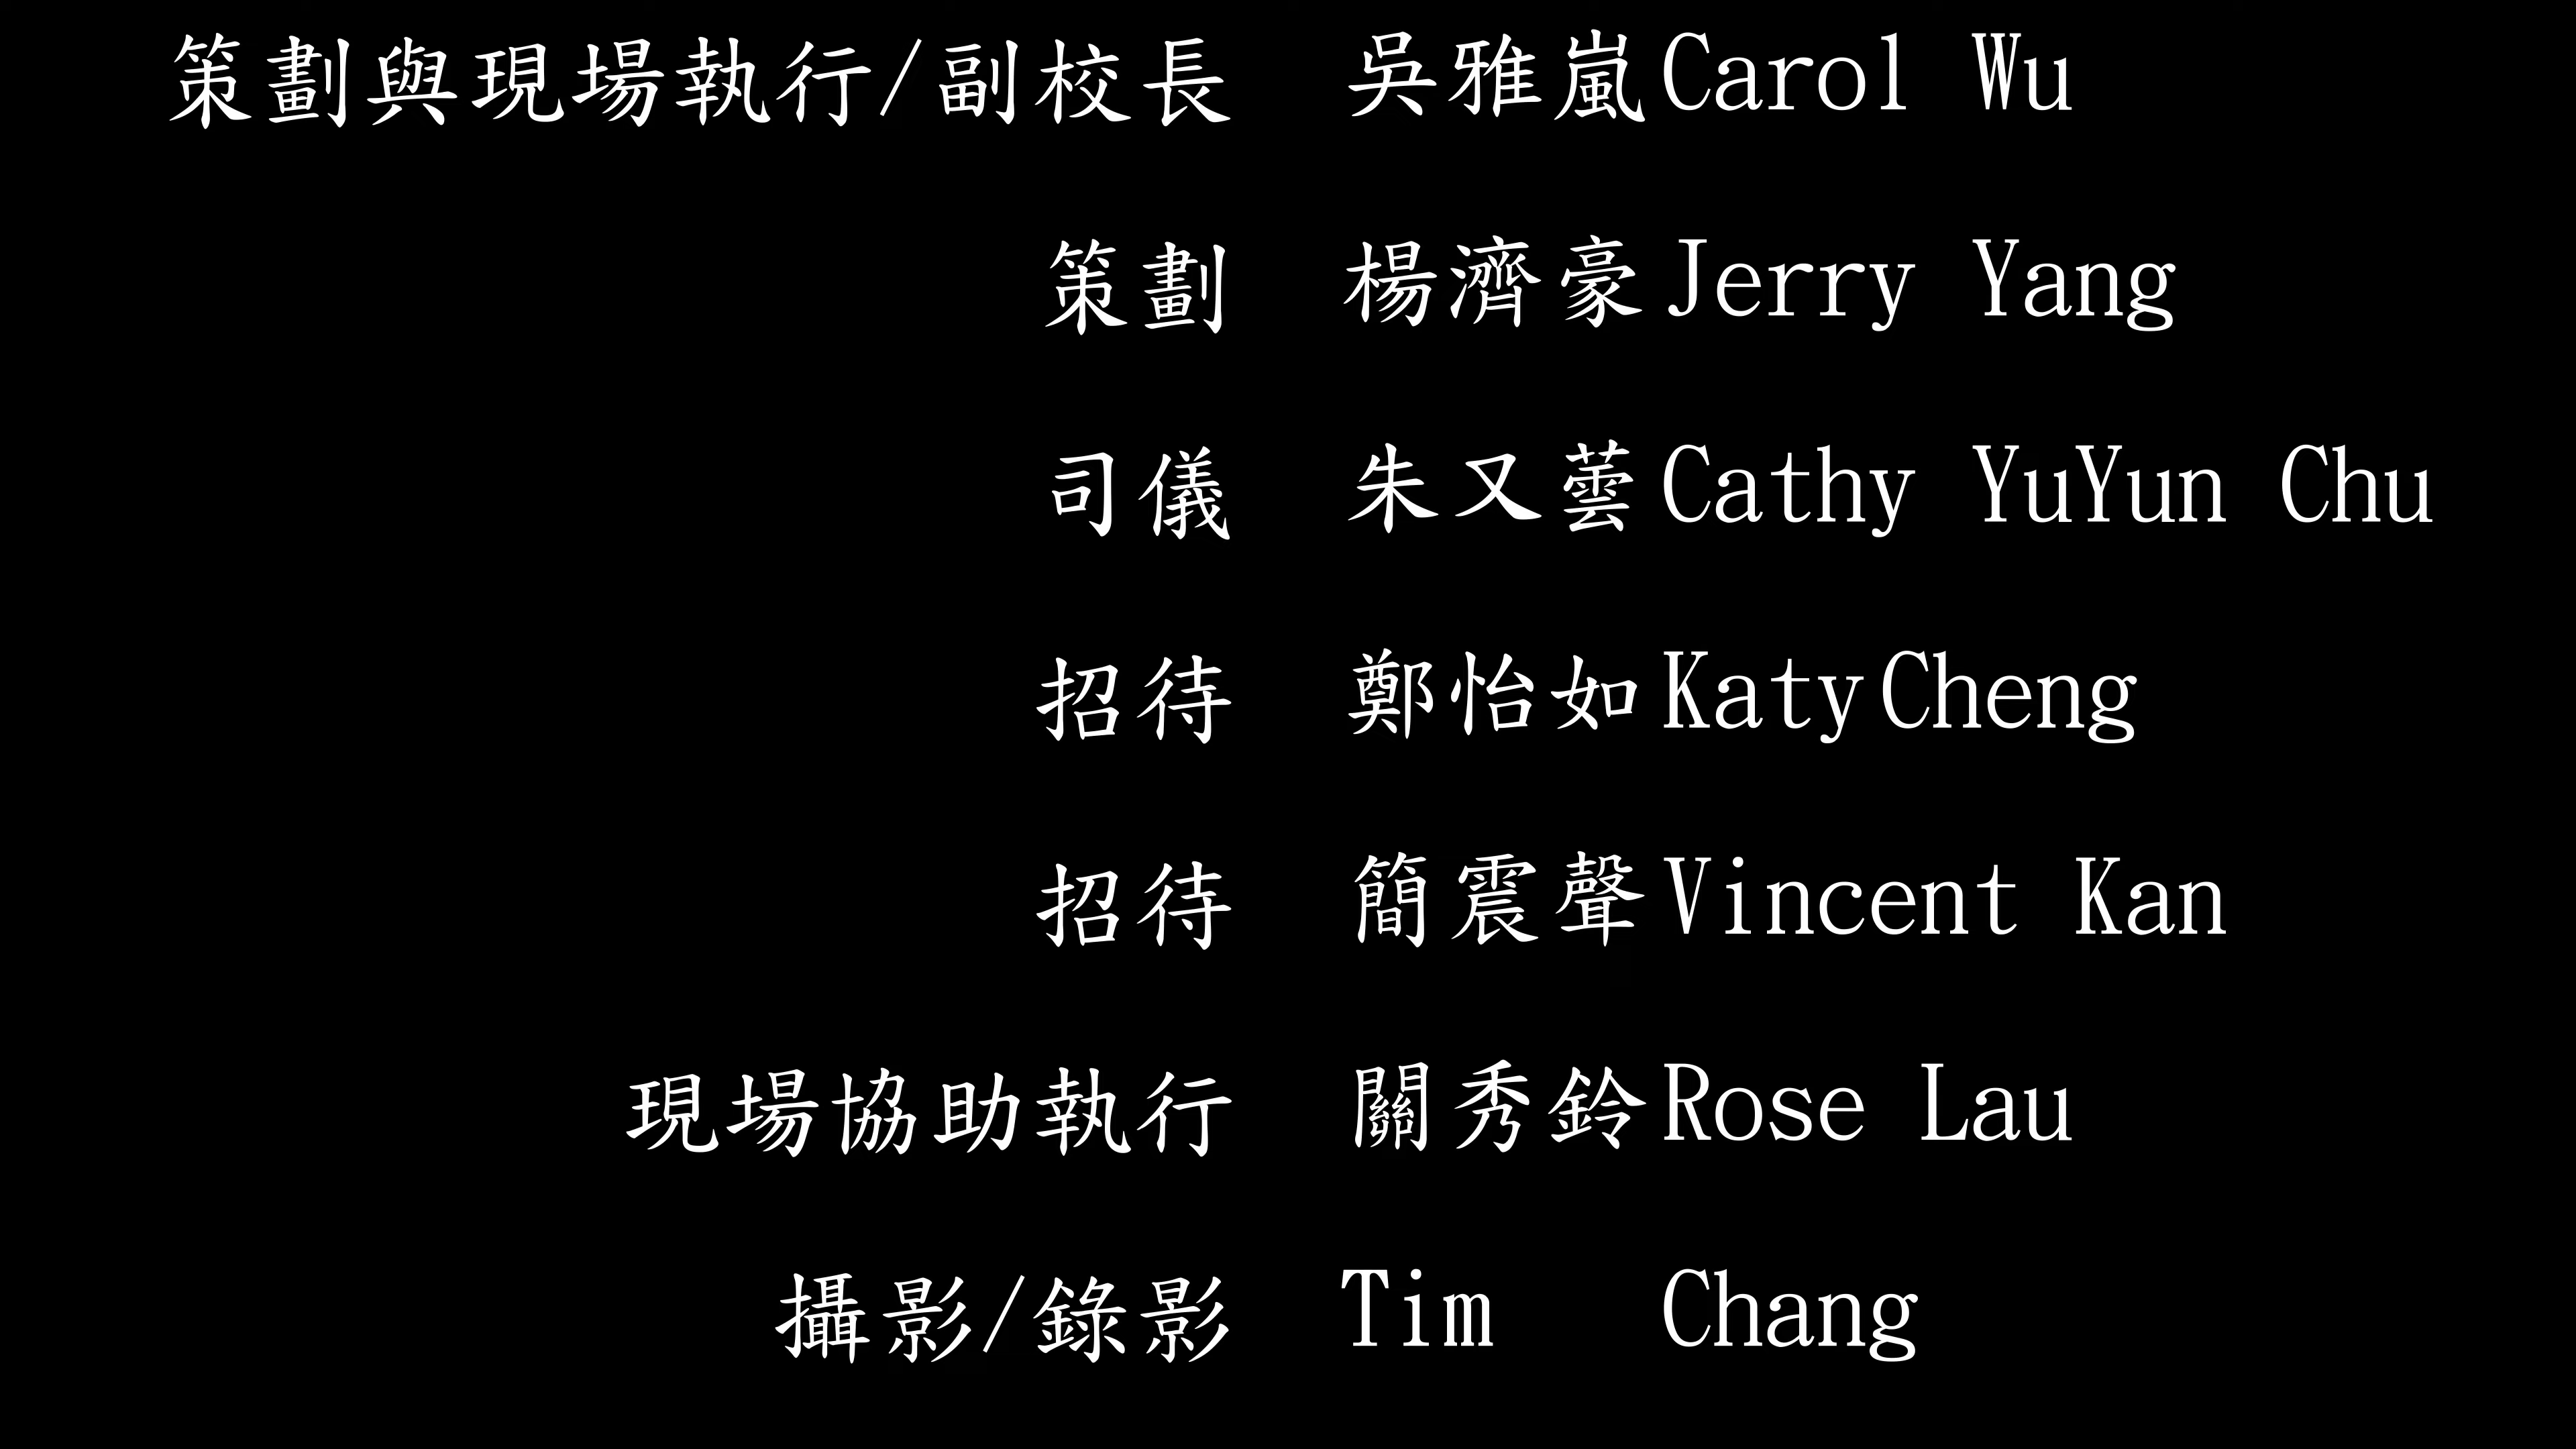 策劃與現場執行/副校長 吳雅嵐Carol Wu
策劃 楊濟豪Jerry Yang
司儀 朱又蕓Cathy YuYun Chu
招待 鄭怡如Katy Cheng
招待 簡震聲Vincent Kan
現場協助執行 關秀鈴Rose Lau
攝影/錄影 Tim Chang